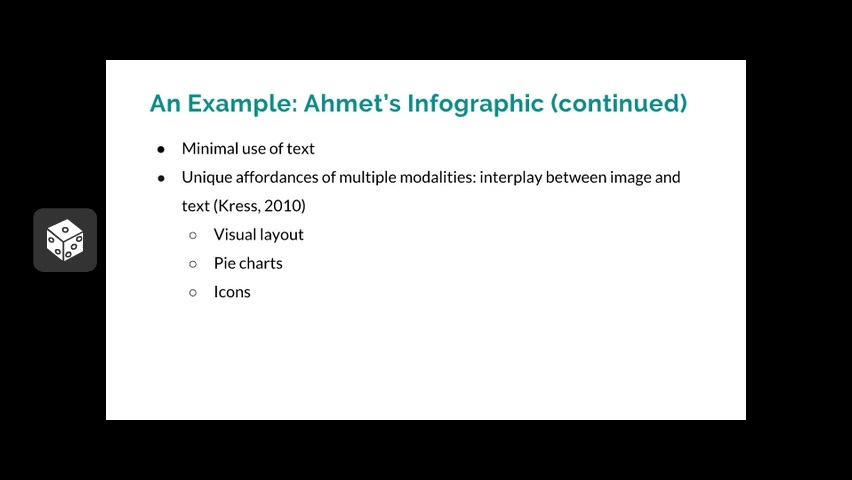 An Example: Ahmet's Infographic (continued)
● Minimal use of text
● Unique affordances of multiple modalities: interplay between image and
text (Kress, 2010)
○ Visual layout
○ Pie charts
○ Icons